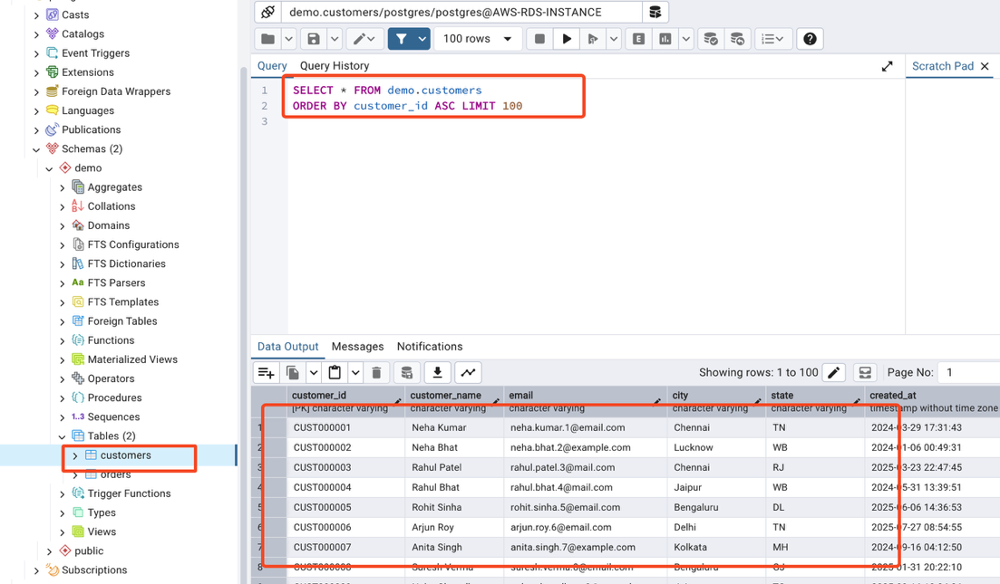 demo.customers/postgres/postgres@AWS-RDS-INSTANCE
100 rows
E
Query
Query History
Scratch Pad
1 SELECT * FROM demo.customers
2 ORDER BY customer_id ASC LIMIT 100
3
Casts
Catalogs
Event Triggers
Extensions
Foreign Data Wrappers
Languages
Publications
Schemas (2)
demo
Aggregates
Collations
Domains
FTS Configurations
FTS Dictionaries
Aa FTS Parsers
FTS Templates
Foreign Tables
Functions
Materialized Views
Operators
Procedures
1..3 Sequences
Tables (2)
customers
orders
Trigger Functions
Types
Views
public
Subscriptions
Data Output
Messages
Notifications
Showing rows: 1 to 100
Page No: 1
customer_id customer_name email city state created_at
[PK] character varying character varying character varying character varying character varying timestamp without time zone
1 CUST000001 Neha Kumar neha.kumar.1@email.com Chennai TN 2024-03-29 17:31:43
2 CUST000002 Neha Bhat neha.bhat.2@example.com Lucknow WB 2024-01-06 00:49:31
3 CUST000003 Rahul Patel rahul.patel.3@mail.com Chennai RJ 2025-03-23 22:47:45
4 CUST000004 Rahul Bhat rahul.bhat.4@mail.com Jaipur WB 2024-05-31 13:39:51
5 CUST000005 Rohit Sinha rohit.sinha.5@email.com Bengaluru DL 2025-06-06 14:36:53
6 CUST000006 Arjun Roy arjun.roy.6@email.com Delhi TN 2025-07-27 08:54:55
7 CUST000007 Anita Singh anita.singh.7@example.com Kolkata MH 2024-09-16 04:12:50
8 CUST000008 Suresh Verma suresh.verma.8@email.com Bengaluru GJ 2025-01-31 20:22:10